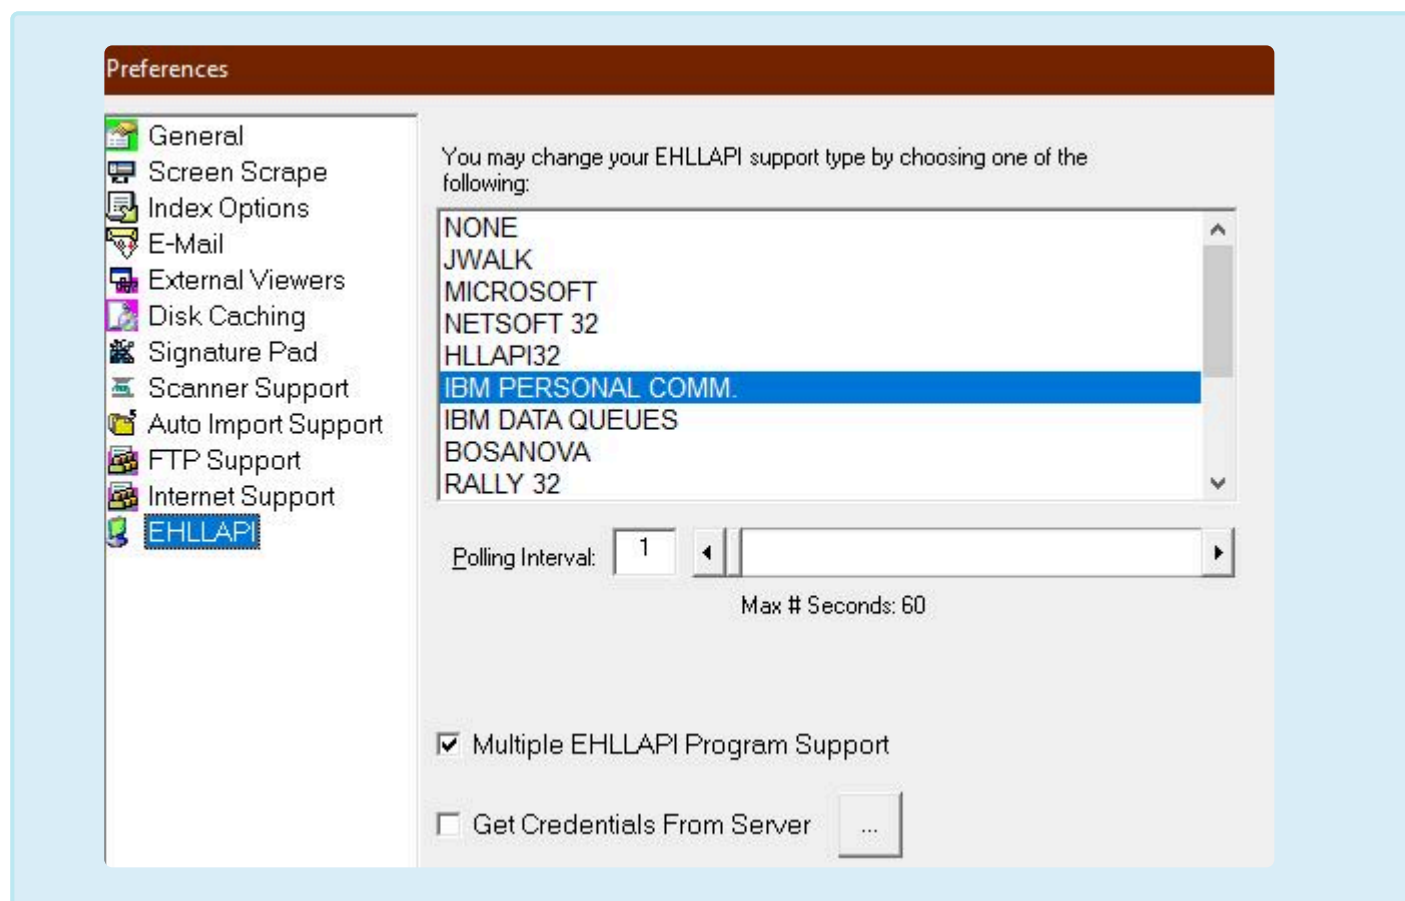 Preferences
General
Screen Scrape
Index Options
E-Mail
External Viewers
Disk Caching
Signature Pad
Scanner Support
Auto Import Support
FTP Support
Internet Support
EHLLAPI
You may change your EHLLAPI support type by choosing one of the
following:
NONE
JWALK
MICROSOFT
NETSOFT 32
HLLAPI32
IBM PERSONAL COMM.
IBM DATA QUEUES
BOSANOVA
RALLY 32
Polling Interval: 1
Max # Seconds: 60
Multiple EHLLAPI Program Support
Get Credentials From Server ...